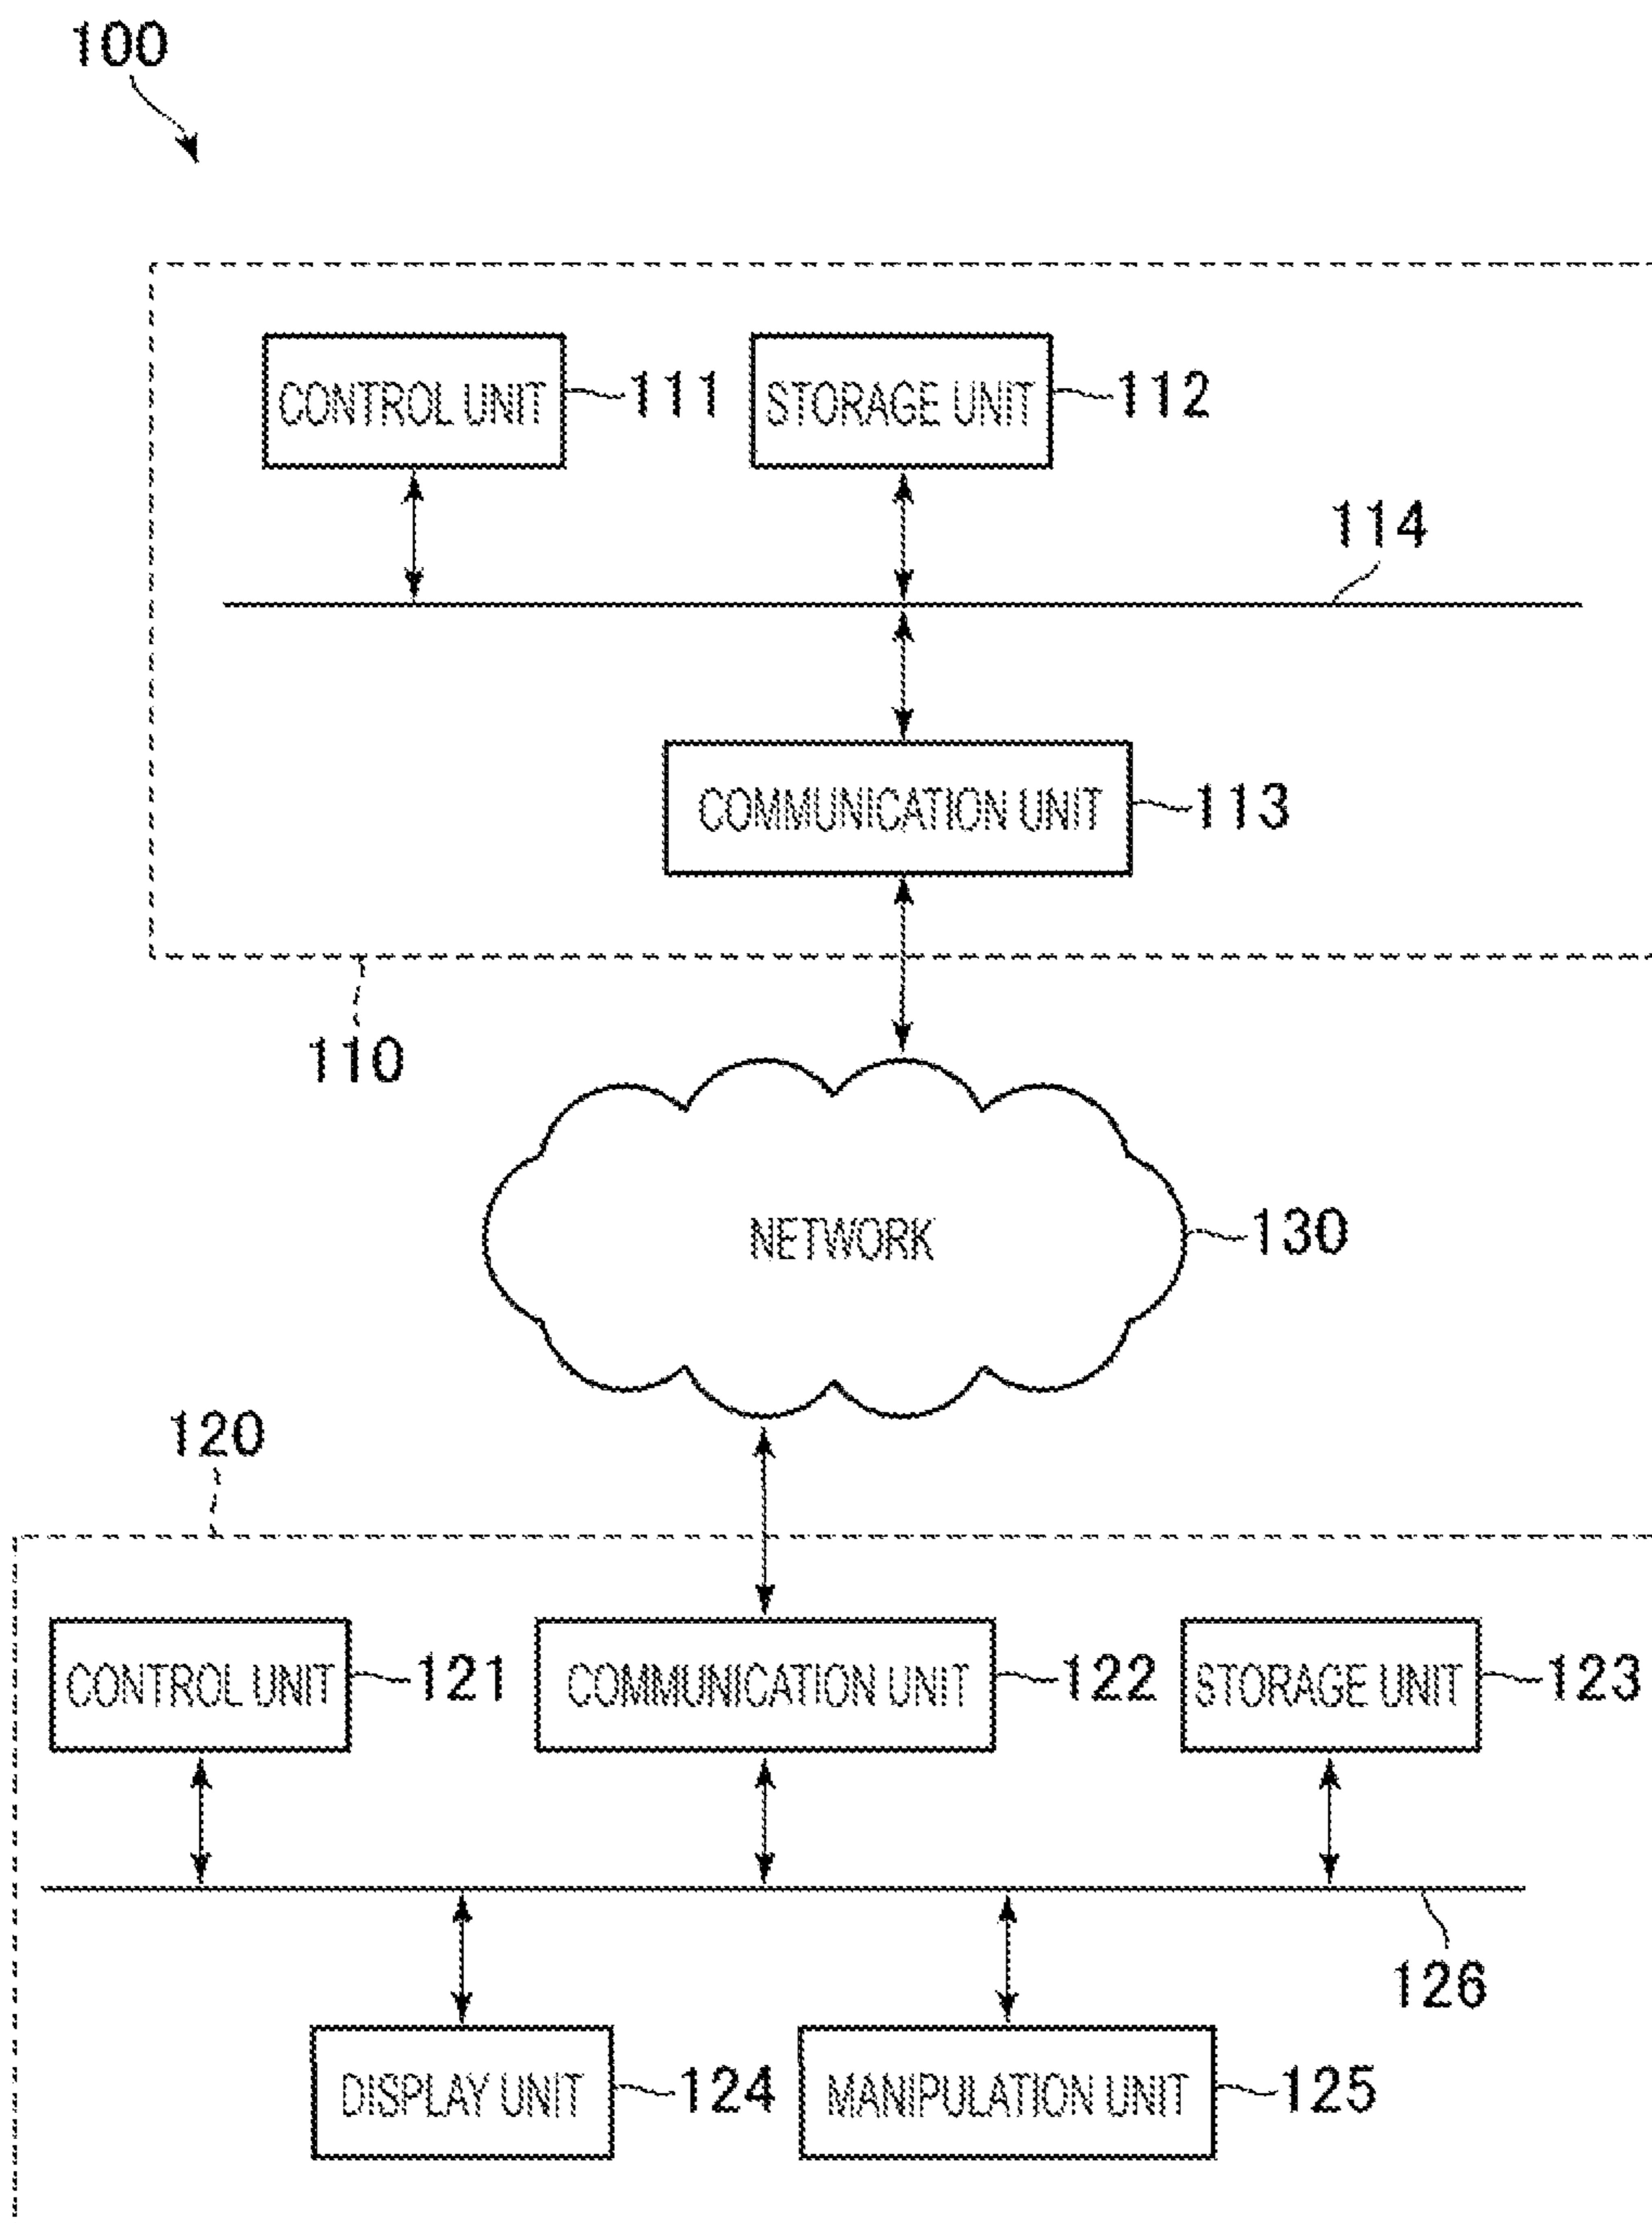 100
CONTROL UNIT 111 STORAGE UNIT 112
114
COMMUNICATION UNIT 113
110
NETWORK 130
120
CONTROL UNIT 121 COMMUNICATION UNIT 122 STORAGE UNIT 123
126
DISPLAY UNIT 124 MANIPULATION UNIT 125